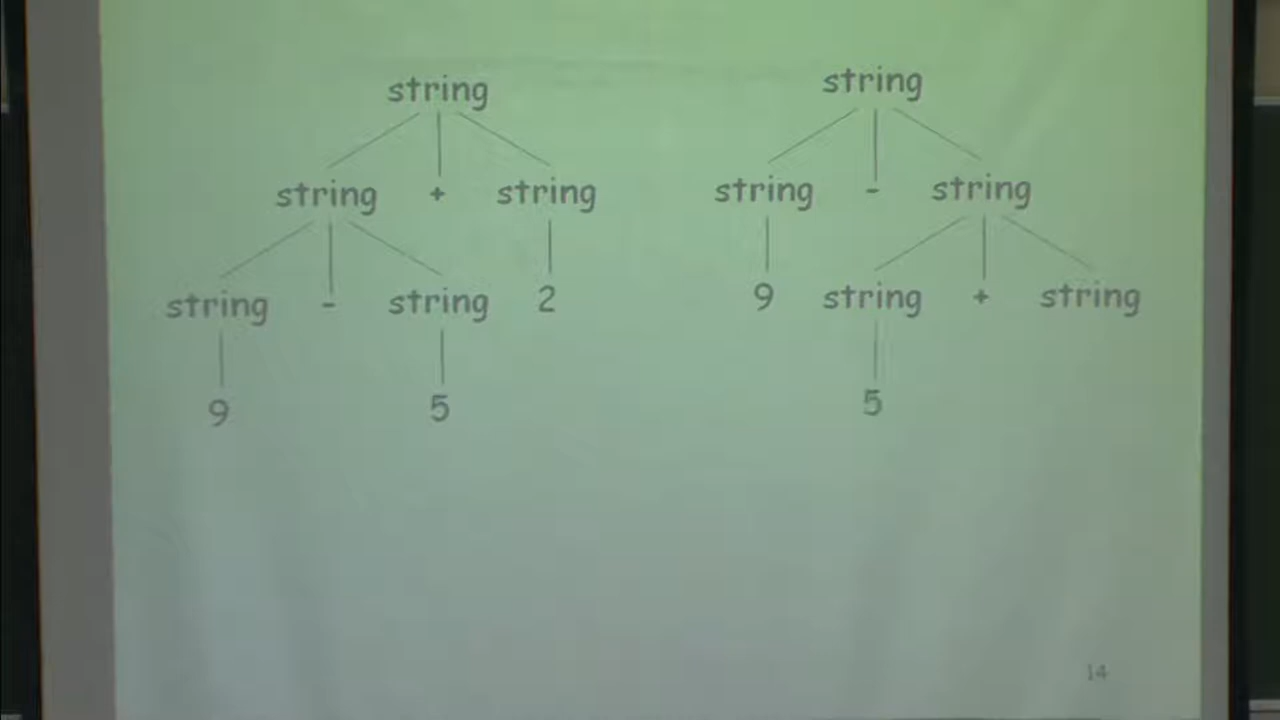 string string
string + string string - string
string - string 2 9 string + string
9 5 5
14